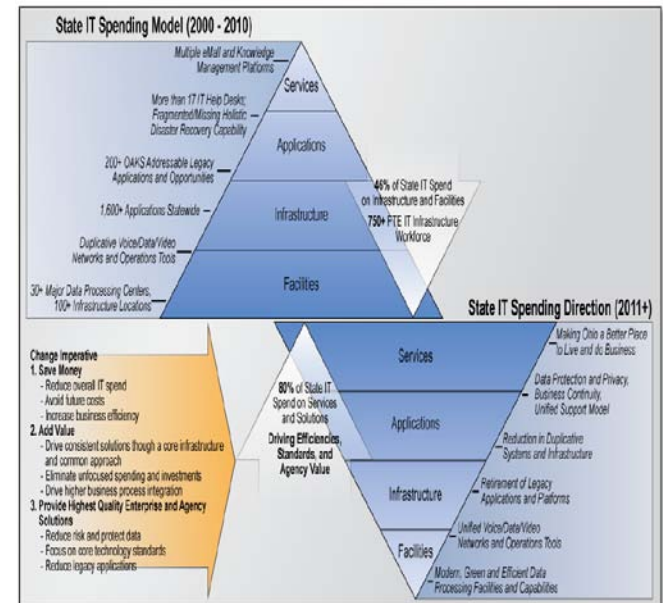 State IT Spending Model (2000 - 2010)
Multiple eMail and Knowledge
Management Platforms
More than 17 IT Help Desks;
Fragmented/Missing Holistic
Disaster Recovery Capability
200+ OAKS Addressable Legacy
Applications and Opportunities
1,600+ Applications Statewide
Duplicative Voice/Data/Video
Networks and Operations Tools
30+ Major Data Processing Centers,
100+ Infrastructure Locations
Services
Applications
Infrastructure
Facilities
46% of State IT Spend
on Infrastructure and Facilities
750+ FTE IT Infrastructure
Workforce
State IT Spending Direction (2011+)
Change Imperative
1. Save Money
- Reduce overall IT spend
- Avoid future costs
- Increase business efficiency
2. Add Value
- Drive consistent solutions though a core infrastructure
and common approach
- Eliminate unfocused spending and investments
- Drive higher business process integration
3. Provide Highest Quality Enterprise and Agency
Solutions
- Reduce risk and protect data
- Focus on core technology standards
- Reduce legacy applications
80% of State IT
Spend on Services
and Solutions
Driving Efficiencies,
Standards, and
Agency Value
Services
Applications
Infrastructure
Facilities
Making Ohio a Better Place
to Live and do Business
Data Protection and Privacy,
Business Continuity,
Unified Support Model
Reduction in Duplicative
Systems and Infrastructure
Retirement of Legacy
Applications and Platforms
Unified Voice/Data/Video
Networks and Operations Tools
Modern, Green and Efficient Data
Processing Facilities and Capabilities